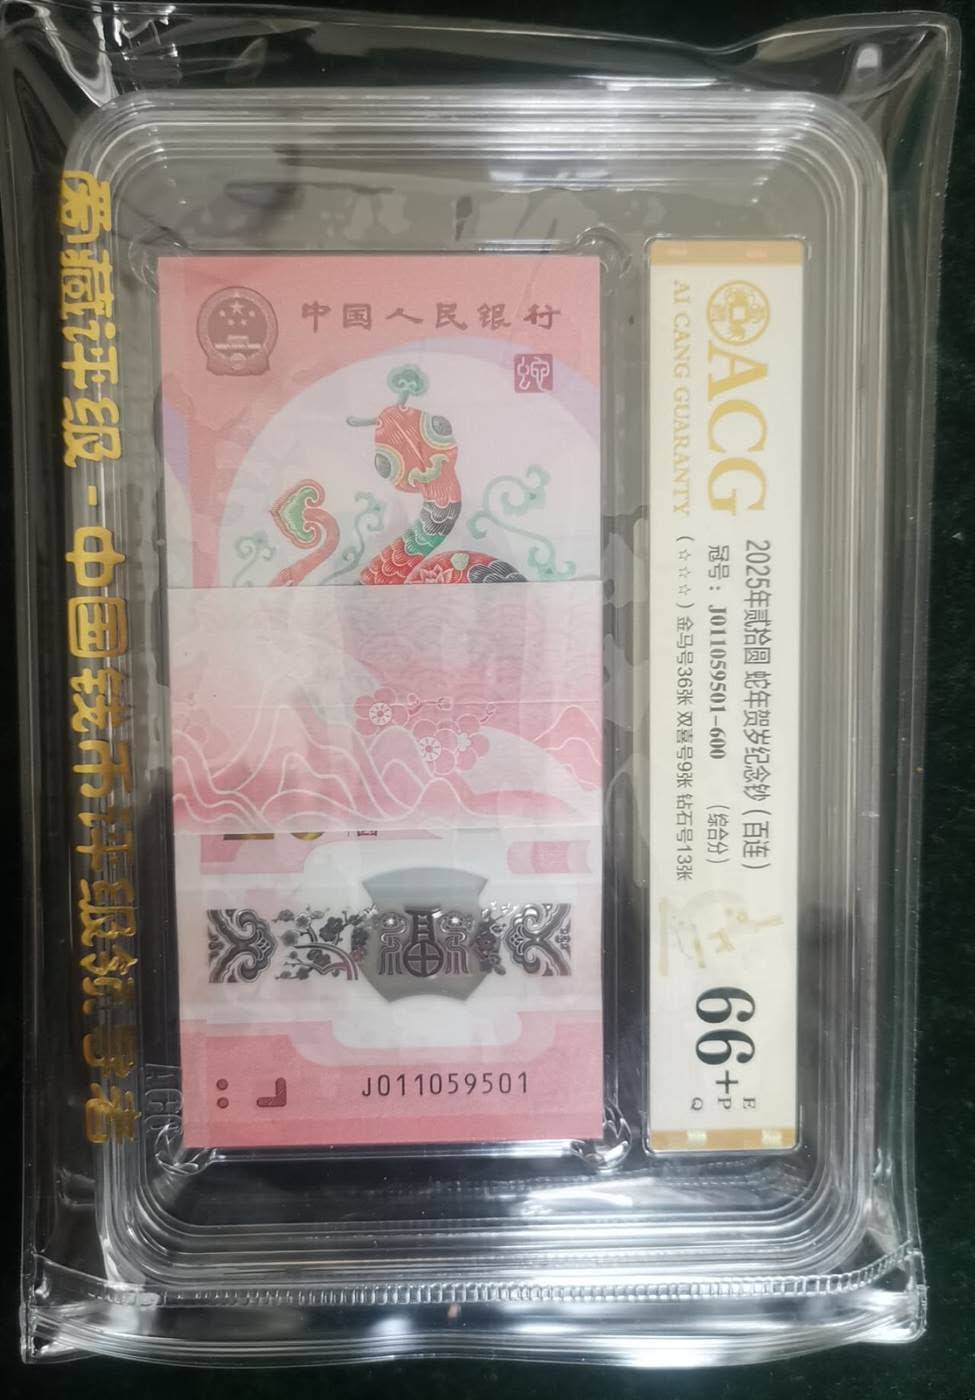 中国人民银行
蛇
福
J011059501
ACG
AI CANG GUARANTY
2025年贰拾圆 蛇年贺岁纪念钞（百连）
冠号：J011059501-600 （综合分）
（☆☆☆）金马号36张 双喜号9张 钻石号13张
66+
E
P
Q
爱藏评级-中国钱币评级领导者
ACG